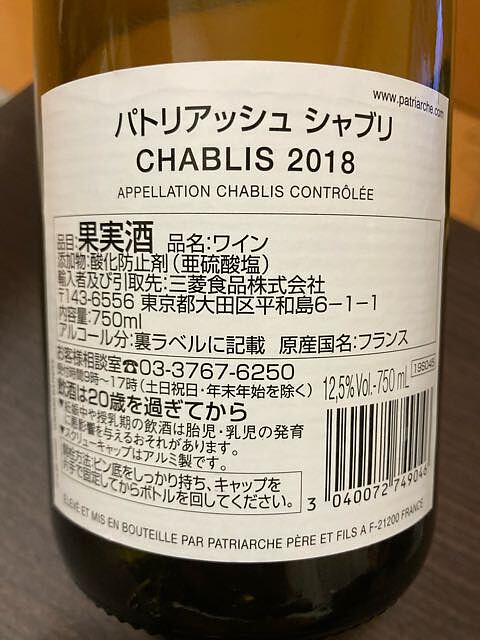 www.patriarche.com
パトリアッシュ シャブリ
CHABLIS 2018
APPELLATION CHABLIS CONTRÔLÉE
品目:果実酒 品名:ワイン
添加物:酸化防止剤(亜硫酸塩)
輸入者及び引取先:三菱食品株式会社
〒143-6556 東京都大田区平和島6-1-1
内容量:750ml
アルコール分:裏ラベルに記載 原産国名:フランス
お客様相談室☎03-3767-6250
受付時間9時〜17時(土日祝日・年末年始を除く)
飲酒は20歳を過ぎてから
▼妊娠中や授乳期の飲酒は胎児・乳児の発育
に悪影響を与えるおそれがあります。
▼スクリューキャップはアルミ製です。
開栓方法:ビン底をしっかり持ち、キャップを
片手で固定してからボトルを回してください。
12,5% Vol.-750 mL
196045
3 040072 749046
ELEVÉ ET MIS EN BOUTEILLE PAR PATRIARCHE PÈRE ET FILS A F-21200 FRANCE